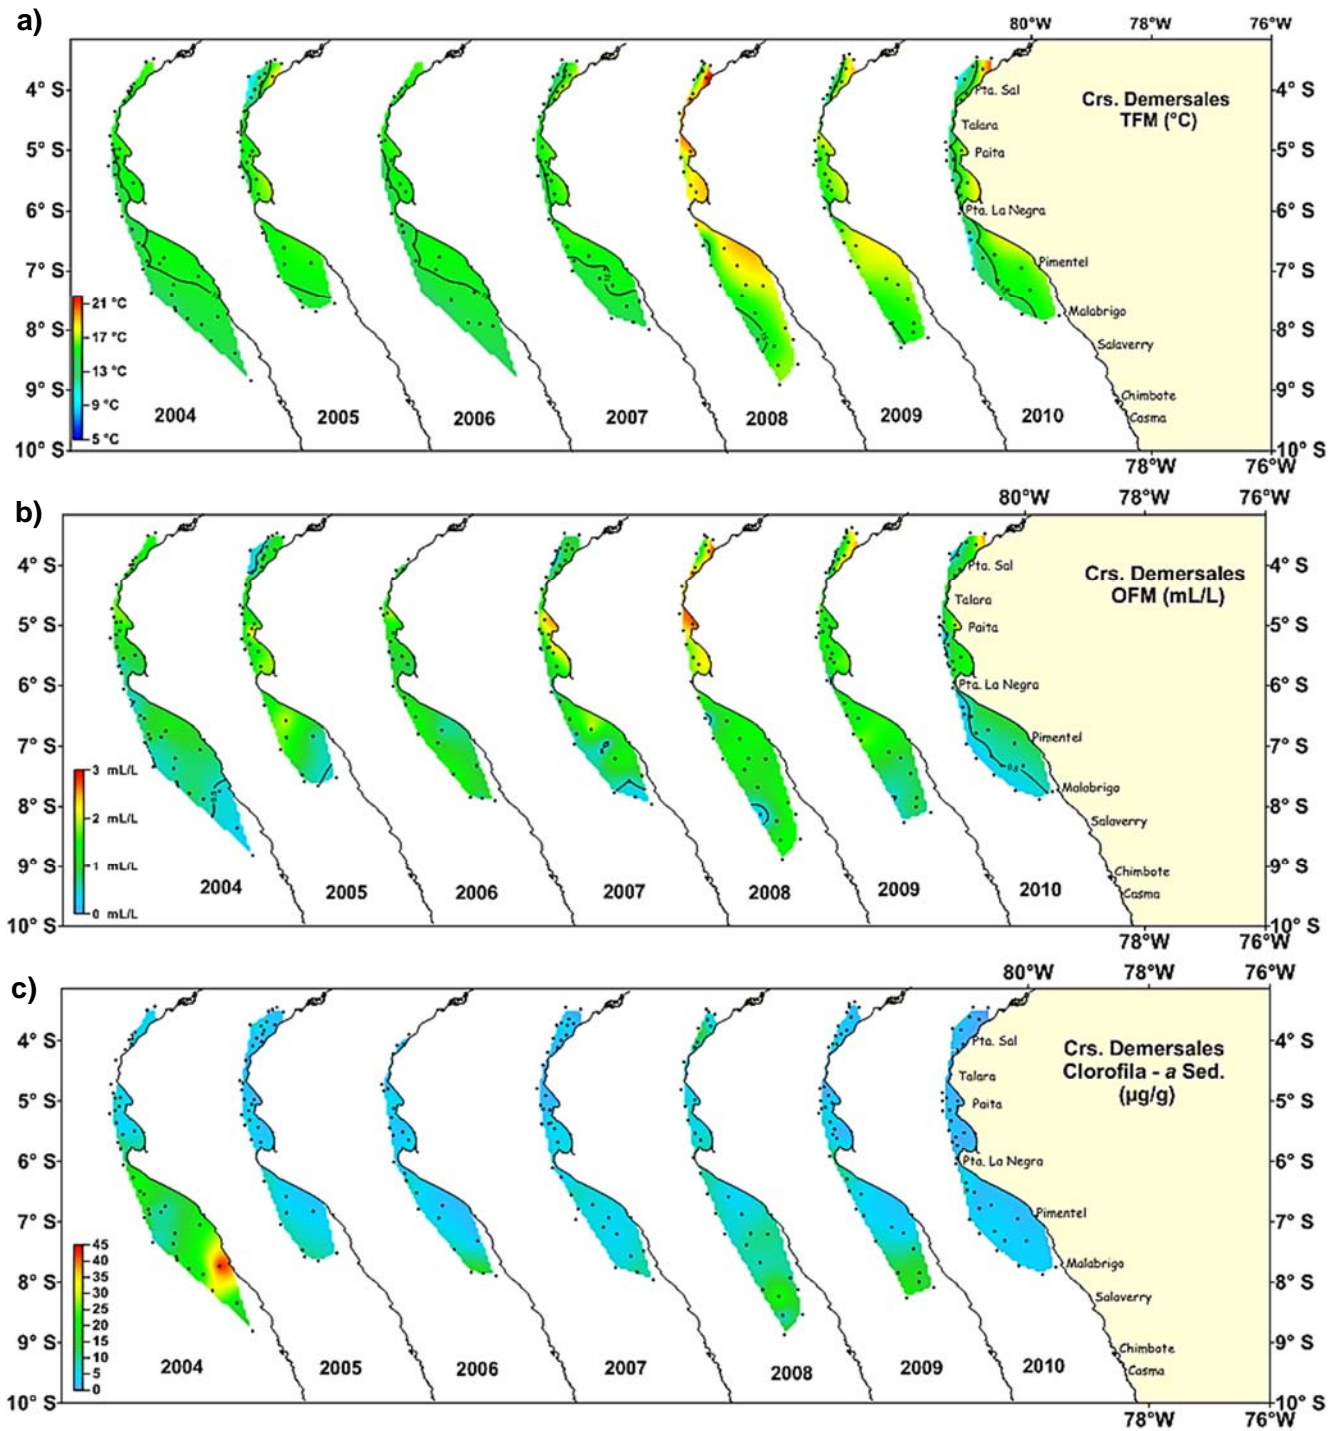 a)
80°W 78°W 76°W
4° S
5° S
6° S
7° S
8° S
9° S
10° S
21 °C
17 °C
13 °C
9 °C
5 °C
2004 2005 2006 2007 2008 2009 2010
Crs. Demersales
TFM (°C)
Pta. Sal
Talara
Paita
Pta. La Negra
Pimentel
Malabrigo
Salaverry
Chimbote
Casma
4° S
5° S
6° S
7° S
8° S
9° S
10° S
78°W 76°W
b)
80°W 78°W 76°W
4° S
5° S
6° S
7° S
8° S
9° S
10° S
3 mL/L
2 mL/L
1 mL/L
0 mL/L
2004 2005 2006 2007 2008 2009 2010
Crs. Demersales
OFM (mL/L)
Pta. Sal
Talara
Paita
Pta. La Negra
Pimentel
0.5
Malabrigo
Salaverry
Chimbote
Casma
4° S
5° S
6° S
7° S
8° S
9° S
10° S
78°W 76°W
c)
80°W 78°W 76°W
4° S
5° S
6° S
7° S
8° S
9° S
10° S
45
40
35
30
25
20
15
10
5
0
2004 2005 2006 2007 2008 2009 2010
Crs. Demersales
Clorofila - a Sed.
(µg/g)
Pta. Sal
Talara
Paita
Pta. La Negra
Pimentel
Malabrigo
Salaverry
Chimbote
Casma
4° S
5° S
6° S
7° S
8° S
9° S
10° S
78°W 76°W